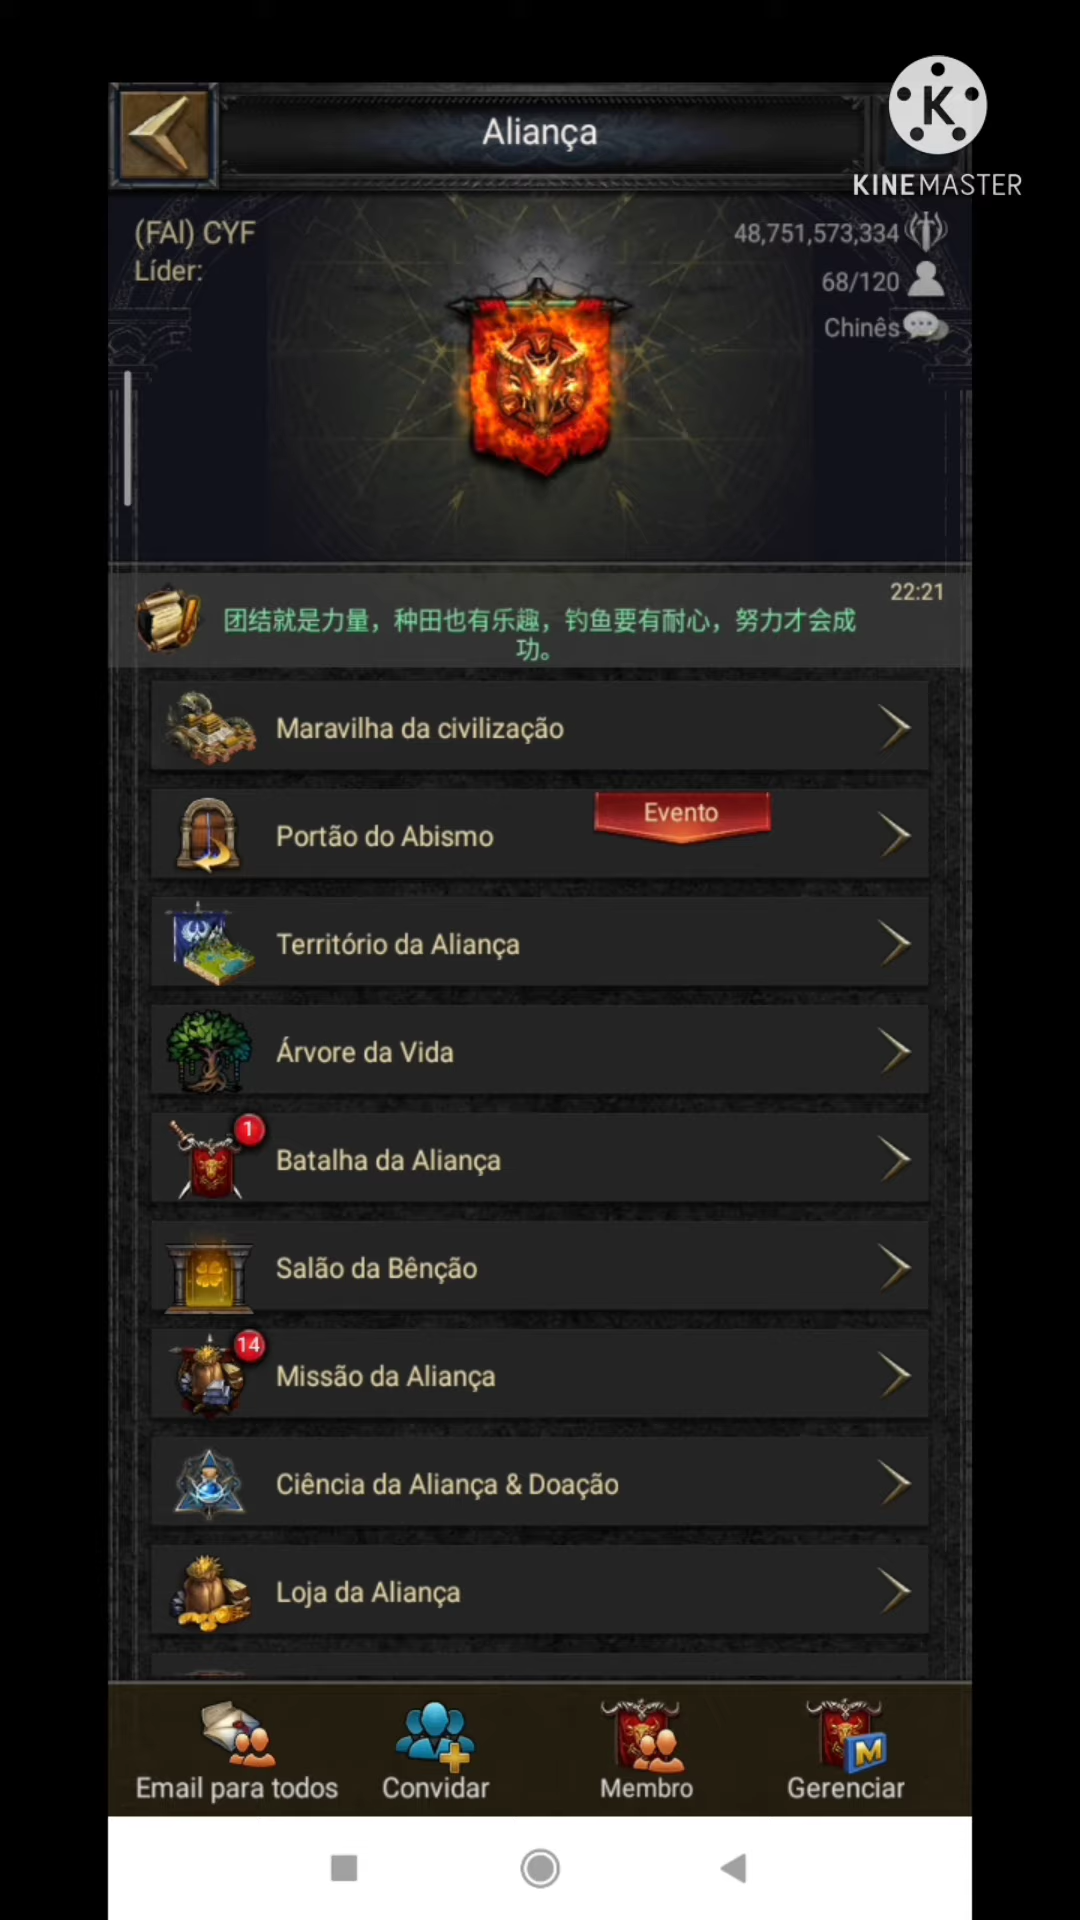 Aliança
K
KINEMASTER
(FAI) CYF
48,751,573,334
Líder:
68/120
Chinês
22:21
团结就是力量，种田也有乐趣，钓鱼要有耐心，努力才会成
功。
Maravilha da civilização
Evento
Portão do Abismo
Território da Aliança
Árvore da Vida
1
Batalha da Aliança
Salão da Bênção
14
Missão da Aliança
Ciência da Aliança & Doação
Loja da Aliança
M
Email para todos
Convidar
Membro
Gerenciar